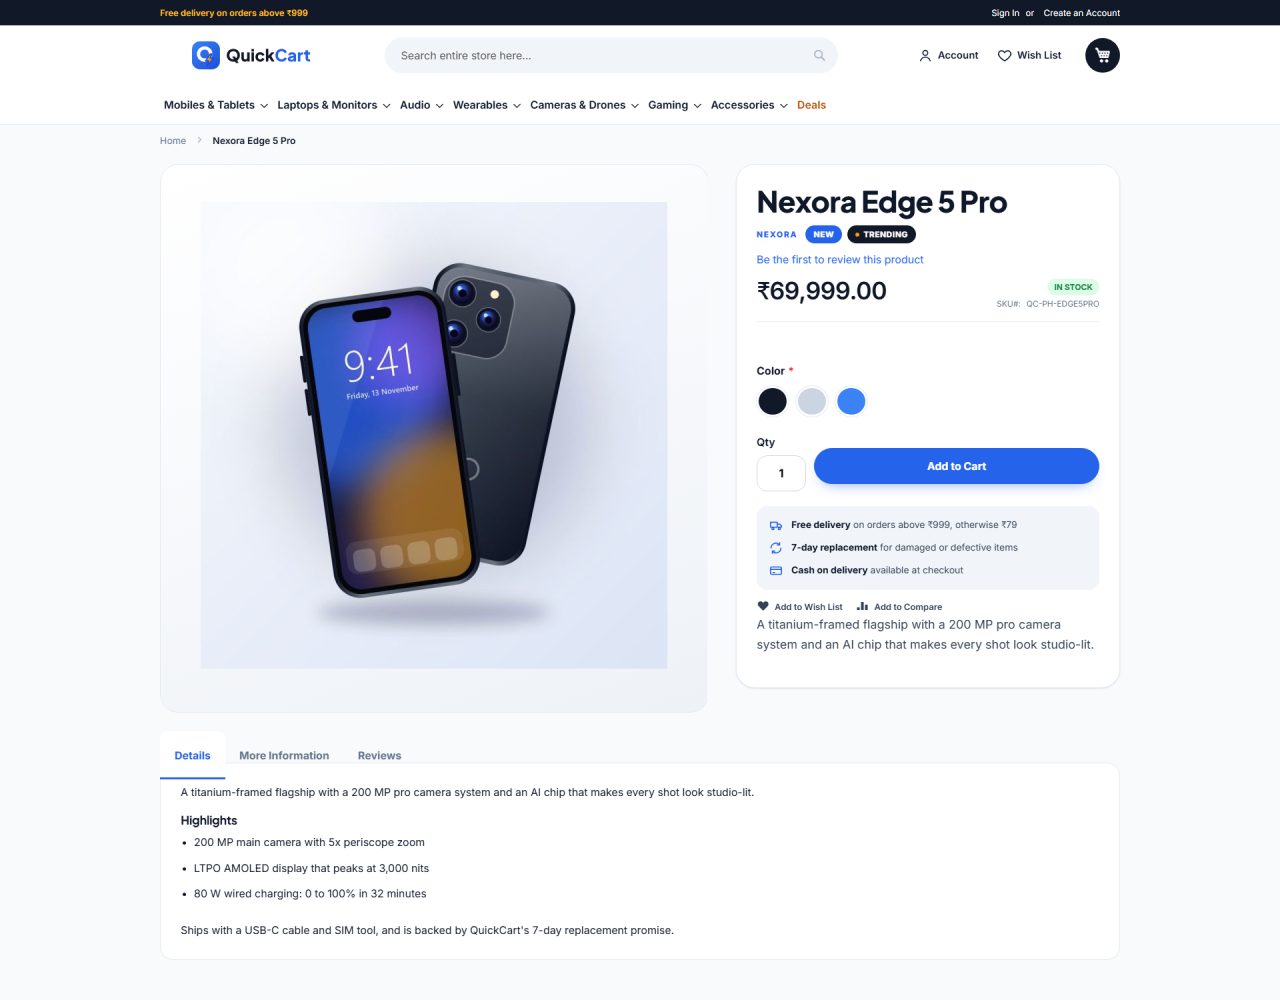 Free delivery on orders above ₹999
Sign In or Create an Account
QuickCart
Search entire store here...
Account
Wish List
Mobiles & Tablets
Laptops & Monitors
Audio
Wearables
Cameras & Drones
Gaming
Accessories
Deals
Home
Nexora Edge 5 Pro
9:41
Friday, 13 November
Nexora Edge 5 Pro
NEXORA
NEW
TRENDING
Be the first to review this product
₹69,999.00
IN STOCK
SKU#: QC-PH-EDGE5PRO
Color *
Qty
1
Add to Cart
Free delivery on orders above ₹999, otherwise ₹79
7-day replacement for damaged or defective items
Cash on delivery available at checkout
Add to Wish List
Add to Compare
A titanium-framed flagship with a 200 MP pro camera
system and an AI chip that makes every shot look studio-lit.
Details
More Information
Reviews
A titanium-framed flagship with a 200 MP pro camera system and an AI chip that makes every shot look studio-lit.
Highlights
• 200 MP main camera with 5x periscope zoom
• LTPO AMOLED display that peaks at 3,000 nits
• 80 W wired charging: 0 to 100% in 32 minutes
Ships with a USB-C cable and SIM tool, and is backed by QuickCart's 7-day replacement promise.